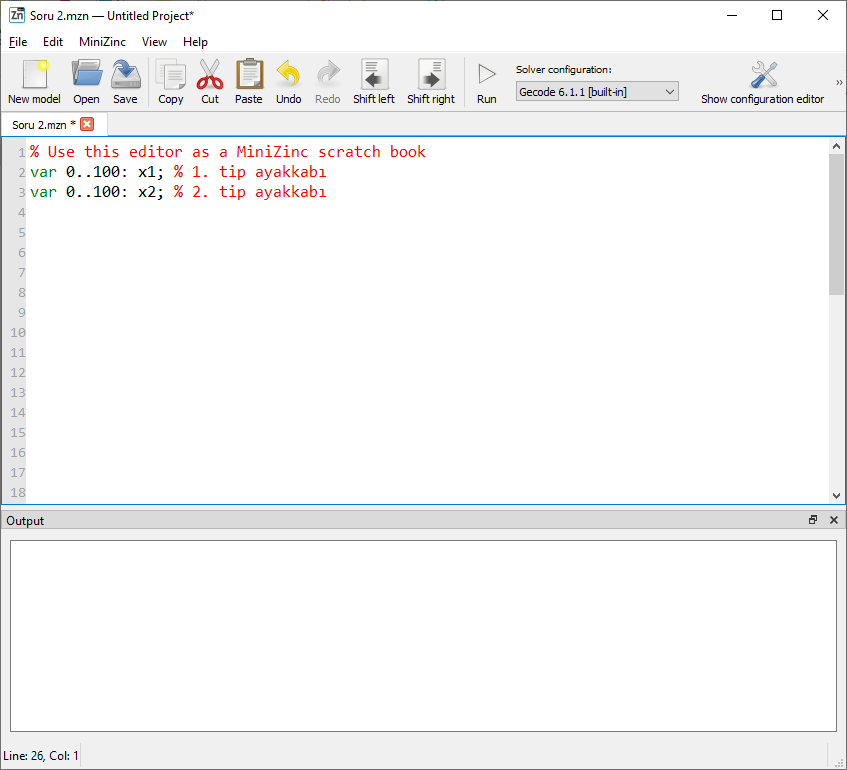 Zn Soru 2.mzn — Untitled Project*
File Edit MiniZinc View Help
New model Open Save Copy Cut Paste Undo Redo Shift left Shift right Run Solver configuration: Gecode 6.1.1 [built-in] Show configuration editor »
Soru 2.mzn *
1 % Use this editor as a MiniZinc scratch book
2 var 0..100: x1; % 1. tip ayakkabı
3 var 0..100: x2; % 2. tip ayakkabı
4
5
6
7
8
9
10
11
12
13
14
15
16
17
18
Output
Line: 26, Col: 1